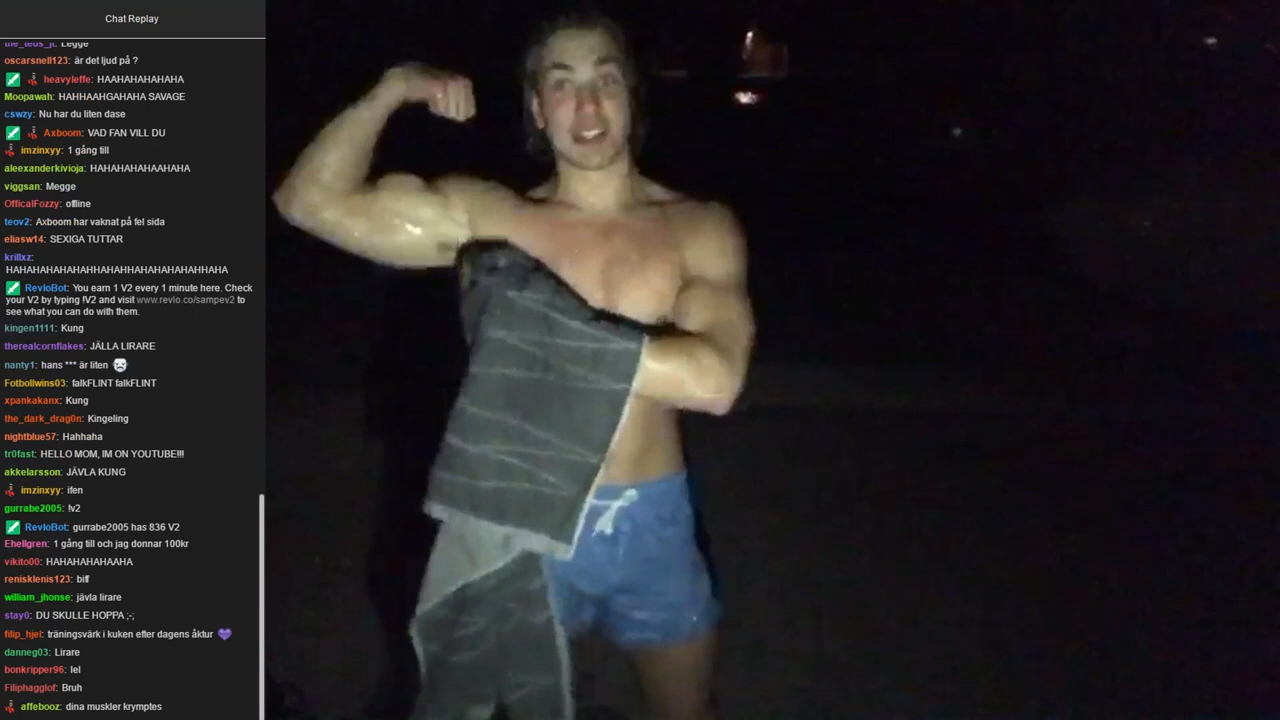 Chat Replay
the_teds_jt: Legge
oscarsnell123: är det ljud på ?
heavyleffe: HAAHAHAHAHAHA
Moopawah: HAHHAAHGAHAHA SAVAGE
cswzy: Nu har du liten dase
Axboom: VAD FAN VILL DU
imzinxyy: 1 gång till
aleexanderkivioja: HAHAHAHAHAAHAHA
viggsan: Megge
OfficalFozzy: offline
teov2: Axboom har vaknat på fel sida
eliasw14: SEXIGA TUTTAR
krillxz:
HAHAHAHAHAHAHHAHAHHAHAHAHAHAHHAHA
RevloBot: You earn 1 V2 every 1 minute here. Check
your V2 by typing !V2 and visit www.revlo.co/sampev2 to
see what you can do with them.
kingen1111: Kung
therealcornflakes: JÄLLA LIRARE
nanty1: hans *** är liten
Fotbollwins03: falkFLINT falkFLINT
xpankakanx: Kung
the_dark_drag0n: Kingeling
nightblue57: Hahhaha
tr0fast: HELLO MOM, IM ON YOUTUBE!!!
akkelarsson: JÄVLA KUNG
imzinxyy: ifen
gurrabe2005: !v2
RevloBot: gurrabe2005 has 836 V2
Ehellgren: 1 gång till och jag donnar 100kr
vikito00: HAHAHAHAHAAHA
renisklenis123: biff
william_jhonse: jävla lirare
stay0: DU SKULLE HOPPA ;-;
filip_hjel: träningsvärk i kuken efter dagens åktur
danneg03: Lirare
bonkripper96: lel
Filiphagglof: Bruh
affebooz: dina muskler krymptes